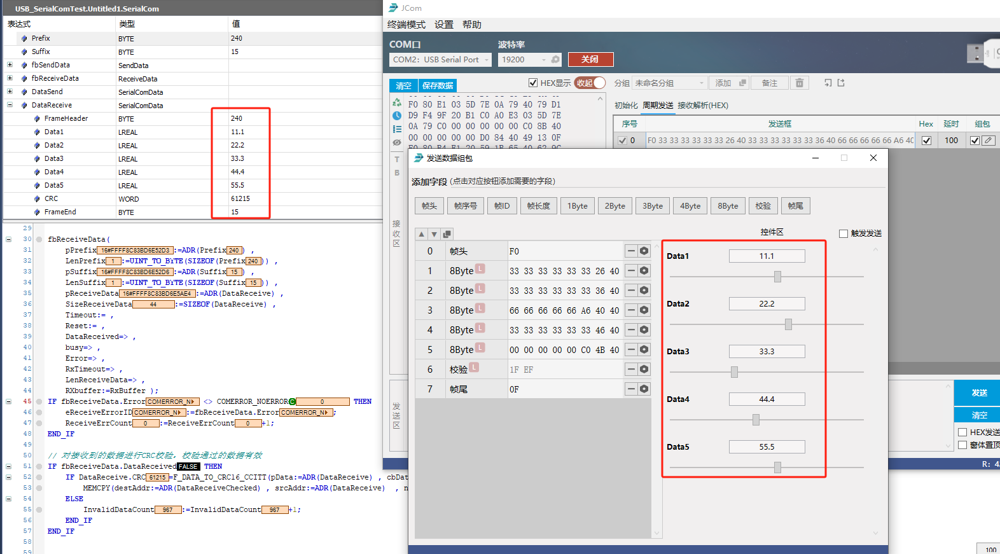 USB_SerialComTest.Untitled1.SerialCom
表达式 类型 值
Prefix BYTE 240
Suffix BYTE 15
fbSendData SendData
fbReceiveData ReceiveData
DataSend SerialComData
DataReceive SerialComData
FrameHeader BYTE 240
Data1 LREAL 11.1
Data2 LREAL 22.2
Data3 LREAL 33.3
Data4 LREAL 44.4
Data5 LREAL 55.5
CRC WORD 61215
FrameEnd BYTE 15
29
30 fbReceiveData(
31 pPrefix 16#FFFF8C83BD6E52D3 :=ADR(Prefix 240 ) ,
32 LenPrefix 1 :=UINT_TO_BYTE(SIZEOF(Prefix 240 )) ,
33 pSuffix 16#FFFF8C83BD6E52D6 :=ADR(Suffix 15 ) ,
34 LenSuffix 1 :=UINT_TO_BYTE(SIZEOF(Suffix 15 )) ,
35 pReceiveData 16#FFFF8C83BD6E5AE4 :=ADR(DataReceive) ,
36 SizeReceiveData 44 :=SIZEOF(DataReceive) ,
37 Timeout:= ,
38 Reset:= ,
39 DataReceived=> ,
40 busy=> ,
41 Error=> ,
42 RxTimeout=> ,
43 LenReceiveData=> ,
44 RXbuffer:=RxBuffer );
45 IF fbReceiveData.Error COMERROR_N <> COMERROR_NOERROR C 0 THEN
46 eReceiveErrorID COMERROR_N :=fbReceiveData.Error COMERROR_N ;
47 ReceiveErrCount 0 :=ReceiveErrCount 0 +1;
48 END_IF
49
50 // 对接收到的数据进行CRC校验，校验通过的数据有效
51 IF fbReceiveData.DataReceived FALSE THEN
52 IF DataReceive.CRC 61215 =F_DATA_TO_CRC16_CCITT(pData:=ADR(DataReceive) , cbDat
53 MEMCPY(destAddr:=ADR(DataReceiveChecked) , srcAddr:=ADR(DataReceive) , n
54 ELSE
55 InvalidDataCount 967 :=InvalidDataCount 967 +1;
56 END_IF
57 END_IF
58
59
JCom
终端模式 设置 帮助
COM口 波特率
COM2：USB Serial Port 19200 关闭
清空 保存数据 HEX显示 收起 分组 未命名分组 添加 备注
F0 80 E1 03 5D 7E 0A 79 40 79 D1
D9 F4 9F 20 B1 C0 A0 E3 03 5D 7E
0A 79 C0 00 00 00 00 00 C0 8B 40
00 00 00 00 00 D0 84 40 49 13 0F
T
B
接收区
发送区
初始化 周期发送 接收解析(HEX)
序号 发送框 Hex 延时 组包
0 F0 33 33 33 33 33 33 26 40 33 33 33 33 33 33 36 40 66 66 66 66 66 A6 40 100
发送数据组包
添加字段 (点击对应按钮添加需要的字段)
帧头 帧序号 帧ID 帧长度 1Byte 2Byte 3Byte 4Byte 8Byte 校验 帧尾
控件区 触发发送
0 帧头 F0
1 8Byte L 33 33 33 33 33 33 26 40
2 8Byte L 33 33 33 33 33 33 36 40
3 8Byte L 66 66 66 66 66 A6 40 40
4 8Byte L 33 33 33 33 33 33 46 40
5 8Byte L 00 00 00 00 00 C0 4B 40
6 校验 L 1F EF
7 帧尾 0F
Data1 11.1
Data2 22.2
Data3 33.3
Data4 44.4
Data5 55.5
发送
清空
HEX发送
窗体置顶
R: 4
100